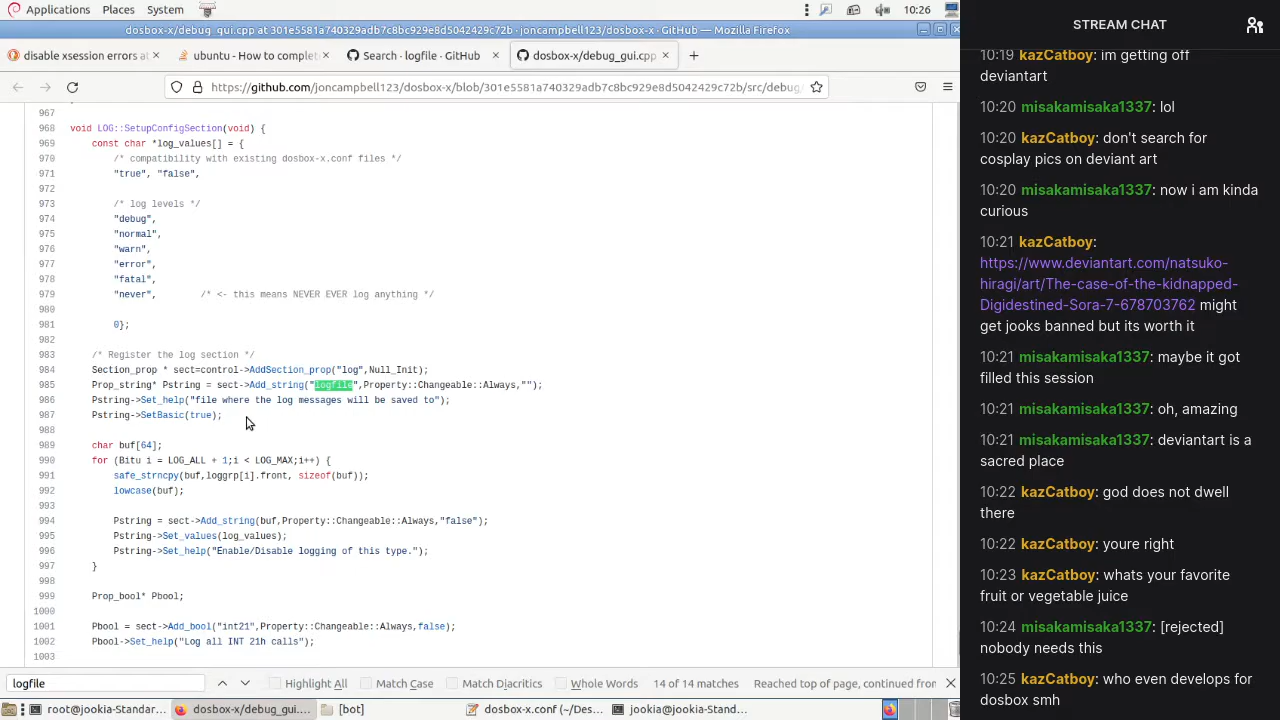 Applications Places System 10:26
dosbox-x/debug_gui.cpp at 301e5581a740329adb7c8bc929e8d5042429c72b · joncampbell123/dosbox-x · GitHub — Mozilla Firefox
disable xsession errors at
ubuntu - How to complet
Search · logfile · GitHub
dosbox-x/debug_gui.cpp
https://github.com/joncampbell123/dosbox-x/blob/301e5581a740329adb7c8bc929e8d5042429c72b/src/debug/
967
968 void LOG::SetupConfigSection(void) {
969 const char *log_values[] = {
970 /* compatibility with existing dosbox-x.conf files */
971 "true", "false",
972
973 /* log levels */
974 "debug",
975 "normal",
976 "warn",
977 "error",
978 "fatal",
979 "never", /* <- this means NEVER EVER log anything */
980
981 0};
982
983 /* Register the log section */
984 Section_prop * sect=control->AddSection_prop("log",Null_Init);
985 Prop_string* Pstring = sect->Add_string("logfile",Property::Changeable::Always,"");
986 Pstring->Set_help("file where the log messages will be saved to");
987 Pstring->SetBasic(true);
988
989 char buf[64];
990 for (Bitu i = LOG_ALL + 1;i < LOG_MAX;i++) {
991 safe_strncpy(buf,loggrp[i].front, sizeof(buf));
992 lowcase(buf);
993
994 Pstring = sect->Add_string(buf,Property::Changeable::Always,"false");
995 Pstring->Set_values(log_values);
996 Pstring->Set_help("Enable/Disable logging of this type.");
997 }
998
999 Prop_bool* Pbool;
1000
1001 Pbool = sect->Add_bool("int21",Property::Changeable::Always,false);
1002 Pbool->Set_help("Log all INT 21h calls");
1003
logfile Highlight All Match Case Match Diacritics Whole Words 14 of 14 matches Reached top of page, continued from
root@jookia-Standar... dosbox-x/debug_gui.... [bot] dosbox-x.conf (~/Des... jookia@jookia-Stand...
STREAM CHAT
10:19 kazCatboy: im getting off
deviantart
10:20 misakamisaka1337: lol
10:20 kazCatboy: don't search for
cosplay pics on deviant art
10:20 misakamisaka1337: now i am kinda
curious
10:21 kazCatboy:
https://www.deviantart.com/natsuko-
hiragi/art/The-case-of-the-kidnapped-
Digidestined-Sora-7-678703762 might
get jooks banned but its worth it
10:21 misakamisaka1337: maybe it got
filled this session
10:21 misakamisaka1337: oh, amazing
10:21 misakamisaka1337: deviantart is a
sacred place
10:22 kazCatboy: god does not dwell
there
10:22 kazCatboy: youre right
10:23 kazCatboy: whats your favorite
fruit or vegetable juice
10:24 misakamisaka1337: [rejected]
nobody needs this
10:25 kazCatboy: who even develops for
dosbox smh